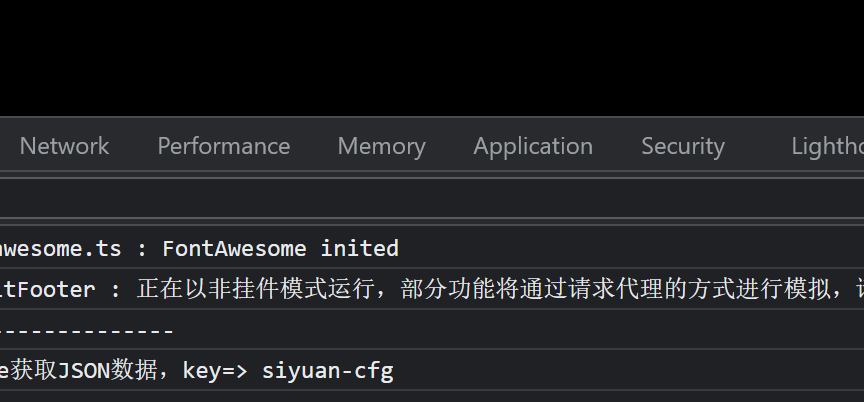 Network Performance Memory Application Security Lightho
awesome.ts : FontAwesome inited
itFooter : 正在以非挂件模式运行，部分功能将通过请求代理的方式进行模拟，
--------------
e获取JSON数据，key=> siyuan-cfg